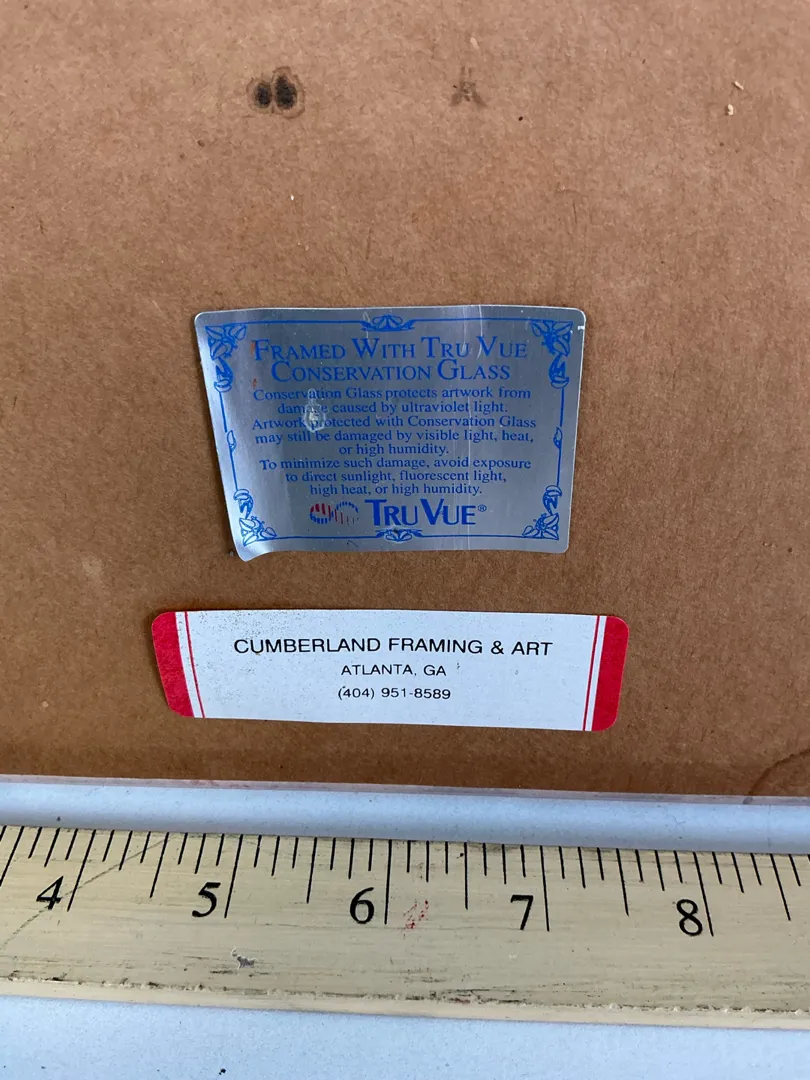 FRAMED WITH TRU VUE
CONSERVATION GLASS
Conservation Glass protects artwork from
damage caused by ultraviolet light.
Artwork protected with Conservation Glass
may still be damaged by visible light, heat,
or high humidity.
To minimize such damage, avoid exposure
to direct sunlight, fluorescent light,
high heat, or high humidity.
TRU VUE®
CUMBERLAND FRAMING & ART
ATLANTA, GA
(404) 951-8589
4 5 6 7 8